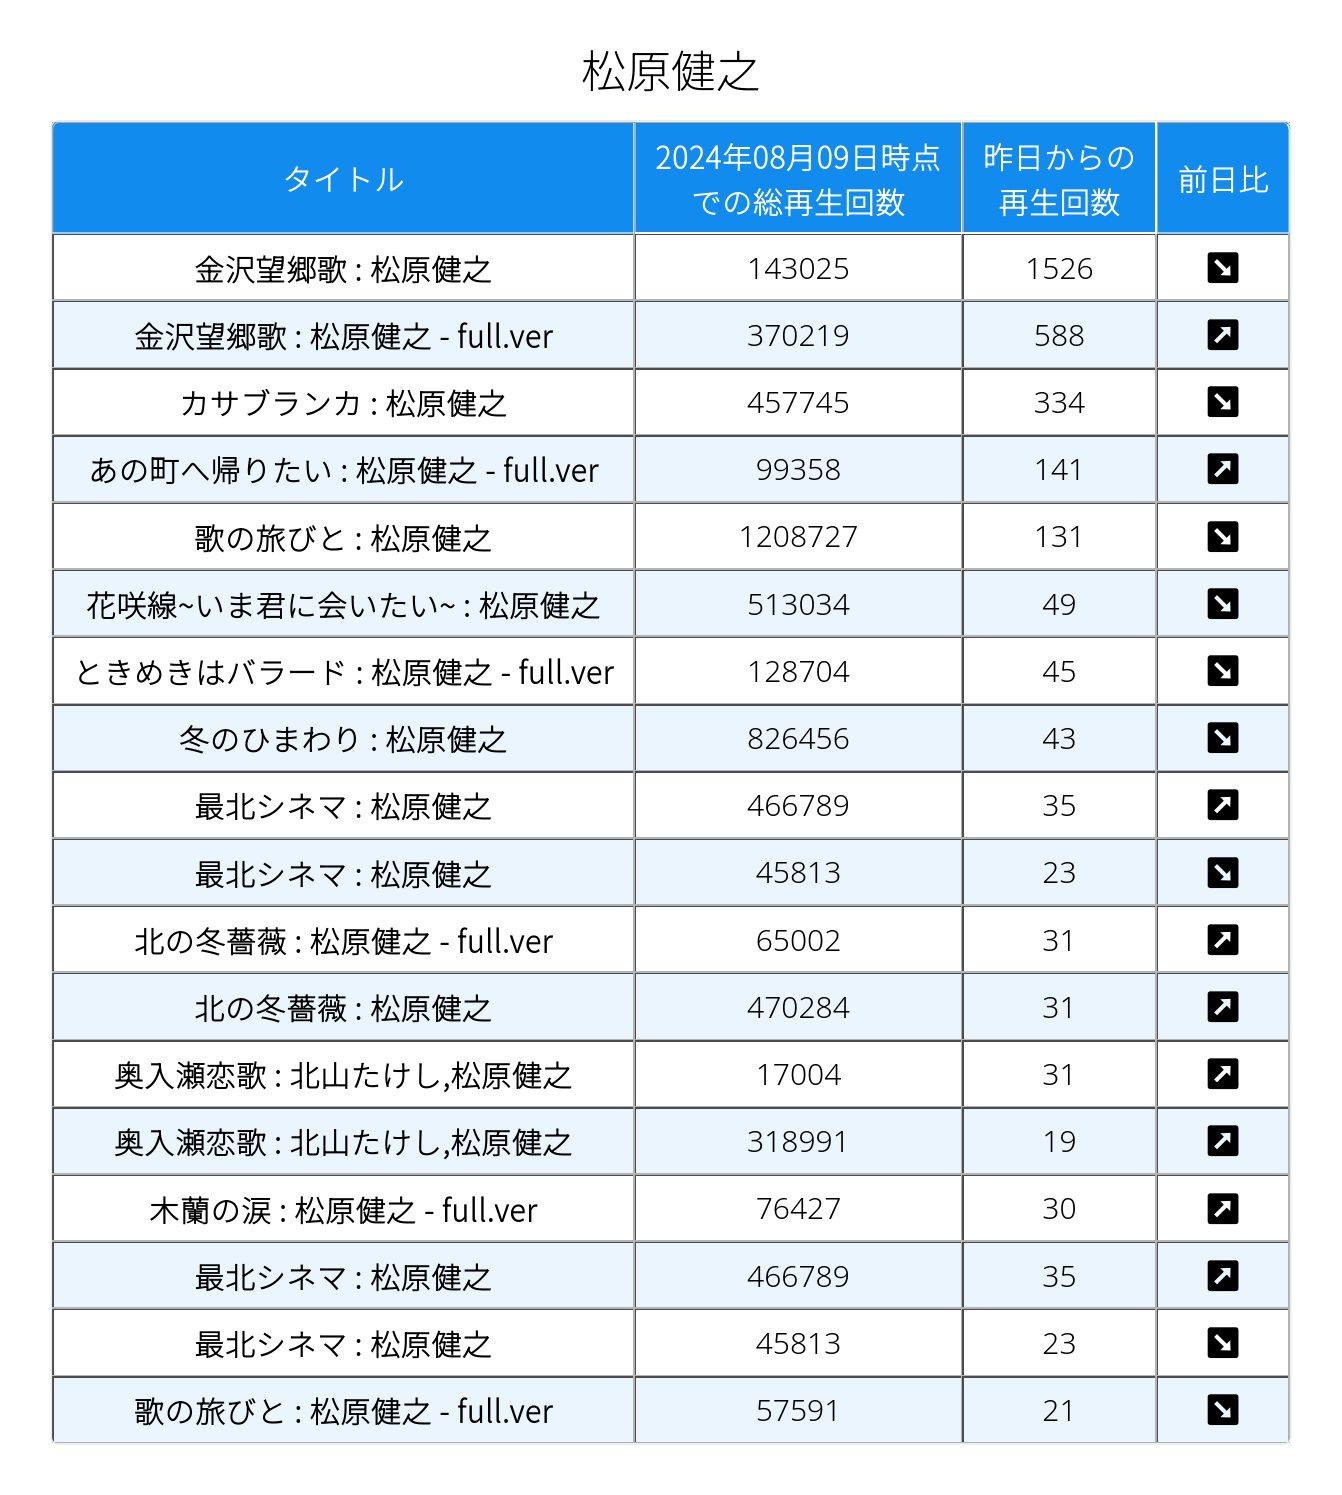 松原健之
タイトル 2024年08月09日時点での総再生回数 昨日からの再生回数 前日比
金沢望郷歌 : 松原健之 143025 1526 ↘
金沢望郷歌 : 松原健之 - full.ver 370219 588 ↗
カサブランカ : 松原健之 457745 334 ↘
あの町へ帰りたい : 松原健之 - full.ver 99358 141 ↗
歌の旅びと : 松原健之 1208727 131 ↘
花咲線~いま君に会いたい~ : 松原健之 513034 49 ↘
ときめきはバラード : 松原健之 - full.ver 128704 45 ↘
冬のひまわり : 松原健之 826456 43 ↘
最北シネマ : 松原健之 466789 35 ↗
最北シネマ : 松原健之 45813 23 ↘
北の冬薔薇 : 松原健之 - full.ver 65002 31 ↗
北の冬薔薇 : 松原健之 470284 31 ↗
奥入瀬恋歌 : 北山たけし,松原健之 17004 31 ↗
奥入瀬恋歌 : 北山たけし,松原健之 318991 19 ↗
木蘭の涙 : 松原健之 - full.ver 76427 30 ↗
最北シネマ : 松原健之 466789 35 ↗
最北シネマ : 松原健之 45813 23 ↘
歌の旅びと : 松原健之 - full.ver 57591 21 ↘